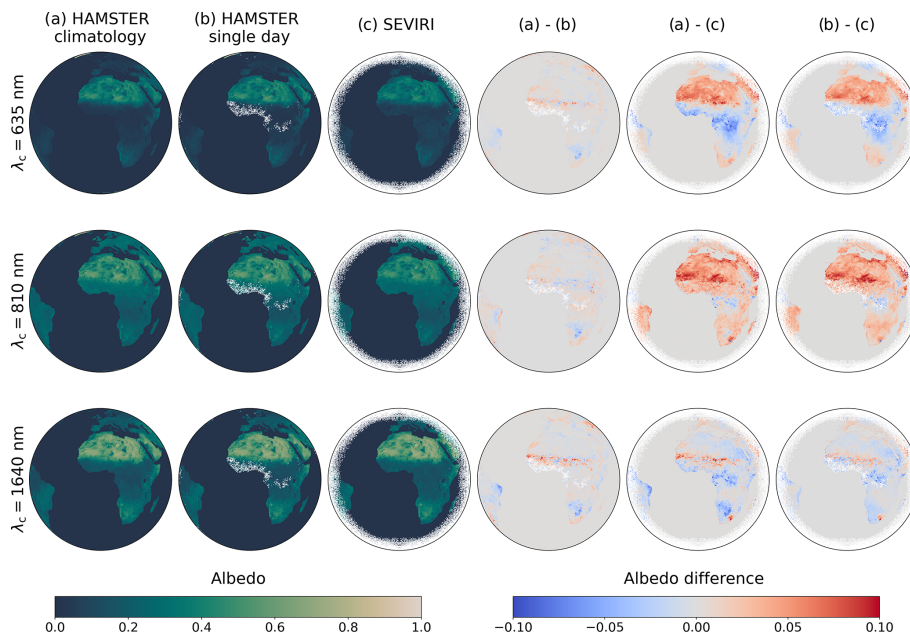 (a) HAMSTER
climatology
(b) HAMSTER
single day
(c) SEVIRI
(a) - (b)
(a) - (c)
(b) - (c)
λc = 635 nm
λc = 810 nm
λc = 1640 nm
Albedo
0.0 0.2 0.4 0.6 0.8 1.0
Albedo difference
−0.10 −0.05 0.00 0.05 0.10